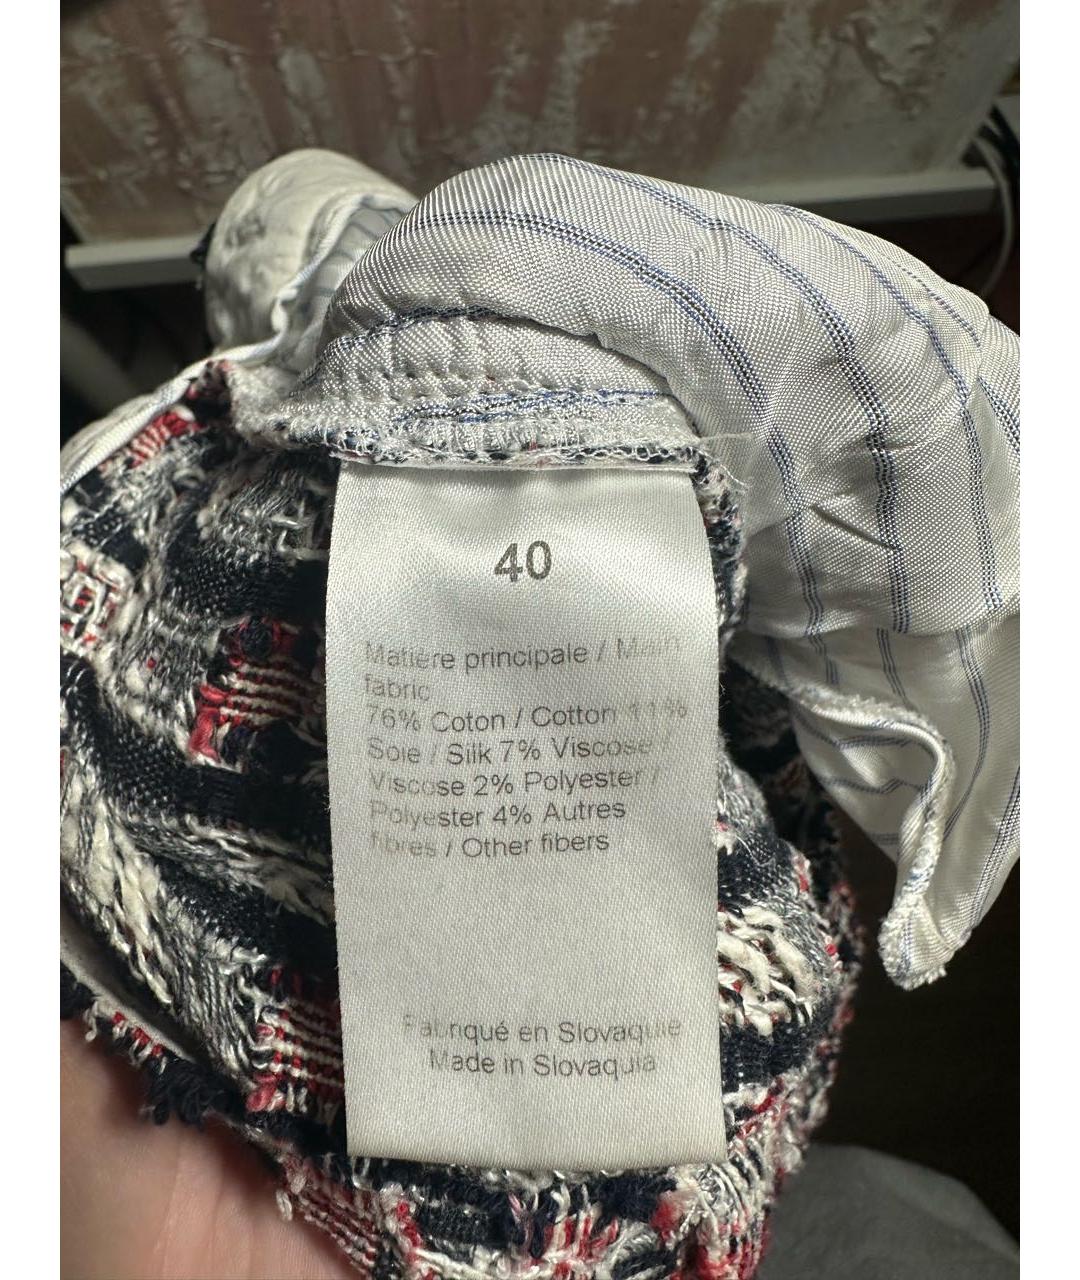 40
Matière principale / Main
fabric
76% Coton / Cotton 11%
Soie / Silk 7% Viscose /
Viscose 2% Polyester /
Polyester 4% Autres
fibres / Other fibers
Fabriqué en Slovaquie
Made in Slovaquia